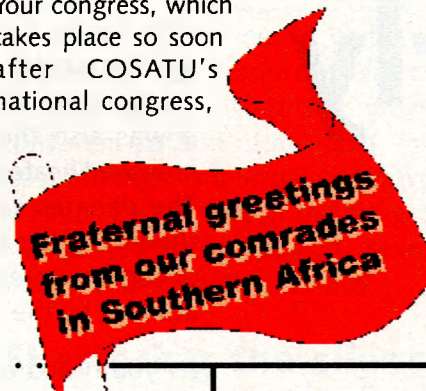 Your congress, which
takes place so soon
after COSATU's
national congress,
Fraternal greetings
from our comrades
in Southern Africa